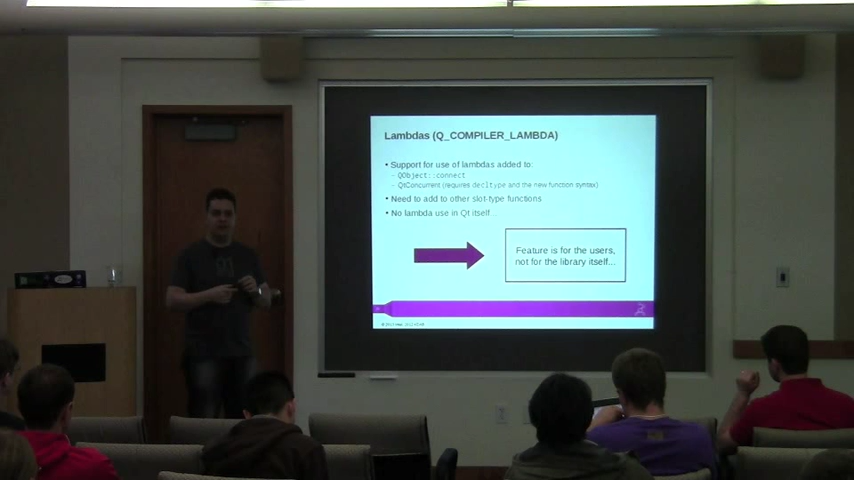 Lambdas (Q_COMPILER_LAMBDA)
• Support for use of lambdas added to:
– QObject::connect
– QtConcurrent (requires decltype and the new function syntax)
• Need to add to other slot-type functions
• No lambda use in Qt itself...
Feature is for the users,
not for the library itself...